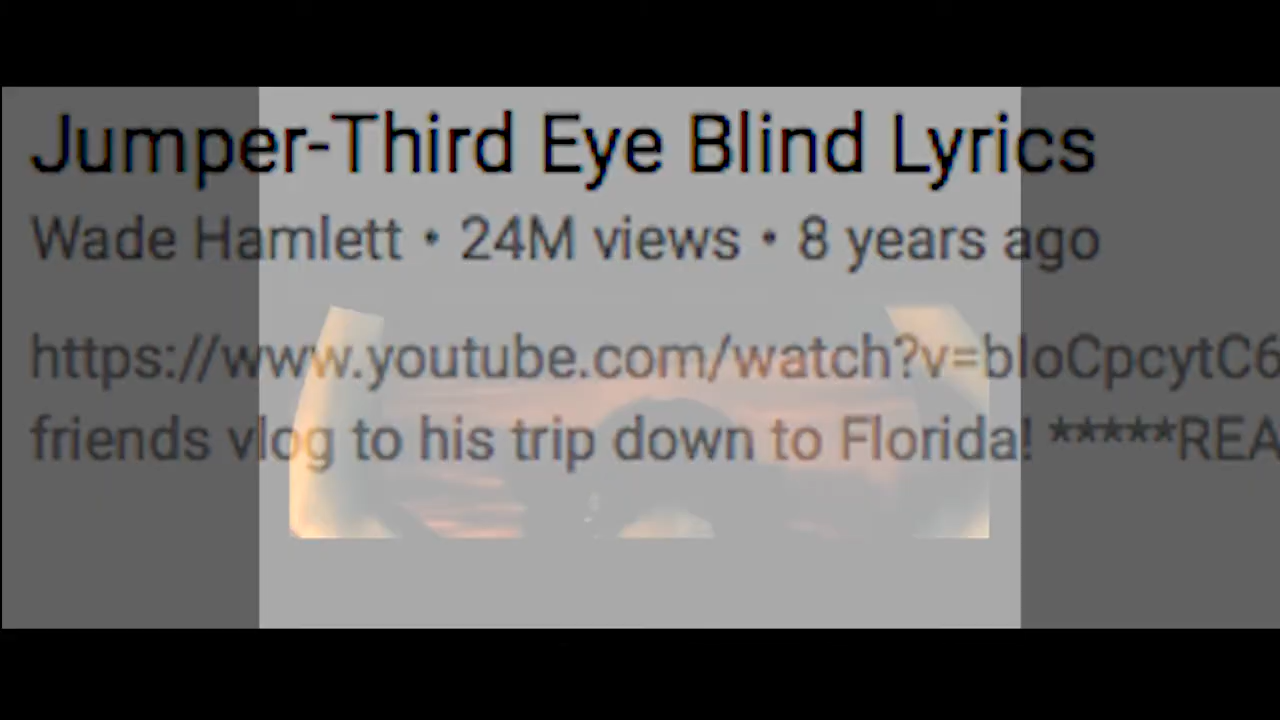 Jumper-Third Eye Blind Lyrics
Wade Hamlett • 24M views • 8 years ago
https://www.youtube.com/watch?v=bIoCpcytC6
friends vlog to his trip down to Florida! *****REA